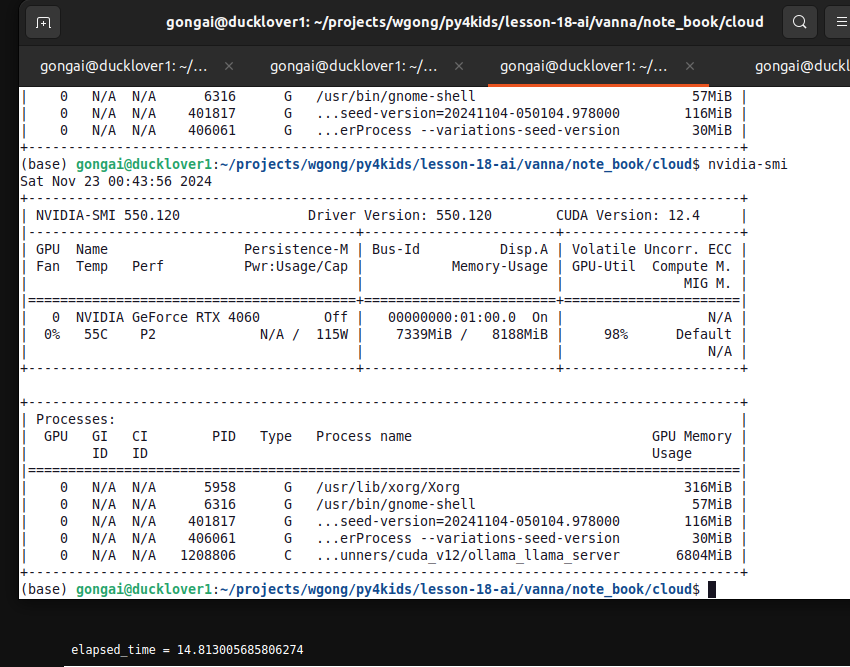 gongai@ducklover1: ~/projects/wgong/py4kids/lesson-18-ai/vanna/note_book/cloud
gongai@ducklover1: ~/... × gongai@ducklover1: ~/... × gongai@ducklover1: ~/... × gongai@duckl
| 0 N/A N/A 6316 G /usr/bin/gnome-shell 57MiB |
| 0 N/A N/A 401817 G ...seed-version=20241104-050104.978000 116MiB |
| 0 N/A N/A 406061 G ...erProcess --variations-seed-version 30MiB |
+-----------------------------------------------------------------------------------------+
(base) gongai@ducklover1:~/projects/wgong/py4kids/lesson-18-ai/vanna/note_book/cloud$ nvidia-smi
Sat Nov 23 00:43:56 2024
+-----------------------------------------------------------------------------------------+
| NVIDIA-SMI 550.120 Driver Version: 550.120 CUDA Version: 12.4 |
|-----------------------------------------+------------------------+----------------------+
| GPU Name Persistence-M | Bus-Id Disp.A | Volatile Uncorr. ECC |
| Fan Temp Perf Pwr:Usage/Cap | Memory-Usage | GPU-Util Compute M. |
| | | MIG M. |
|=========================================+========================+======================|
| 0 NVIDIA GeForce RTX 4060 Off | 00000000:01:00.0 On | N/A |
| 0% 55C P2 N/A / 115W | 7339MiB / 8188MiB | 98% Default |
| | | N/A |
+-----------------------------------------+------------------------+----------------------+
+-----------------------------------------------------------------------------------------+
| Processes: |
| GPU GI CI PID Type Process name GPU Memory |
| ID ID Usage |
|=========================================================================================|
| 0 N/A N/A 5958 G /usr/lib/xorg/Xorg 316MiB |
| 0 N/A N/A 6316 G /usr/bin/gnome-shell 57MiB |
| 0 N/A N/A 401817 G ...seed-version=20241104-050104.978000 116MiB |
| 0 N/A N/A 406061 G ...erProcess --variations-seed-version 30MiB |
| 0 N/A N/A 1208806 C ...unners/cuda_v12/ollama_llama_server 6804MiB |
+-----------------------------------------------------------------------------------------+
(base) gongai@ducklover1:~/projects/wgong/py4kids/lesson-18-ai/vanna/note_book/cloud$
elapsed_time = 14.813005685806274